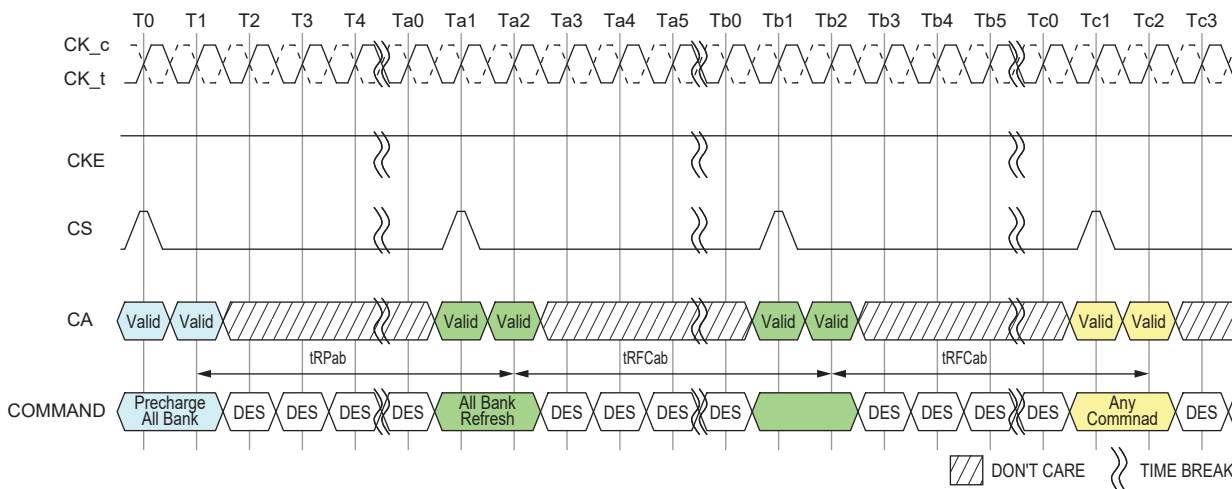 T0 T1 T2 T3 T4 Ta0 Ta1 Ta2 Ta3 Ta4 Ta5 Tb0 Tb1 Tb2 Tb3 Tb4 Tb5 Tc0 Tc1 Tc2 Tc3
CK_c
CK_t
CKE
CS
CA Valid Valid Valid Valid Valid Valid Valid Valid
tRPab tRFCab tRFCab
COMMAND Precharge All Bank DES DES DES DES All Bank Refresh DES DES DES DES DES DES DES DES Any Commnad DES
DON'T CARE TIME BREAK